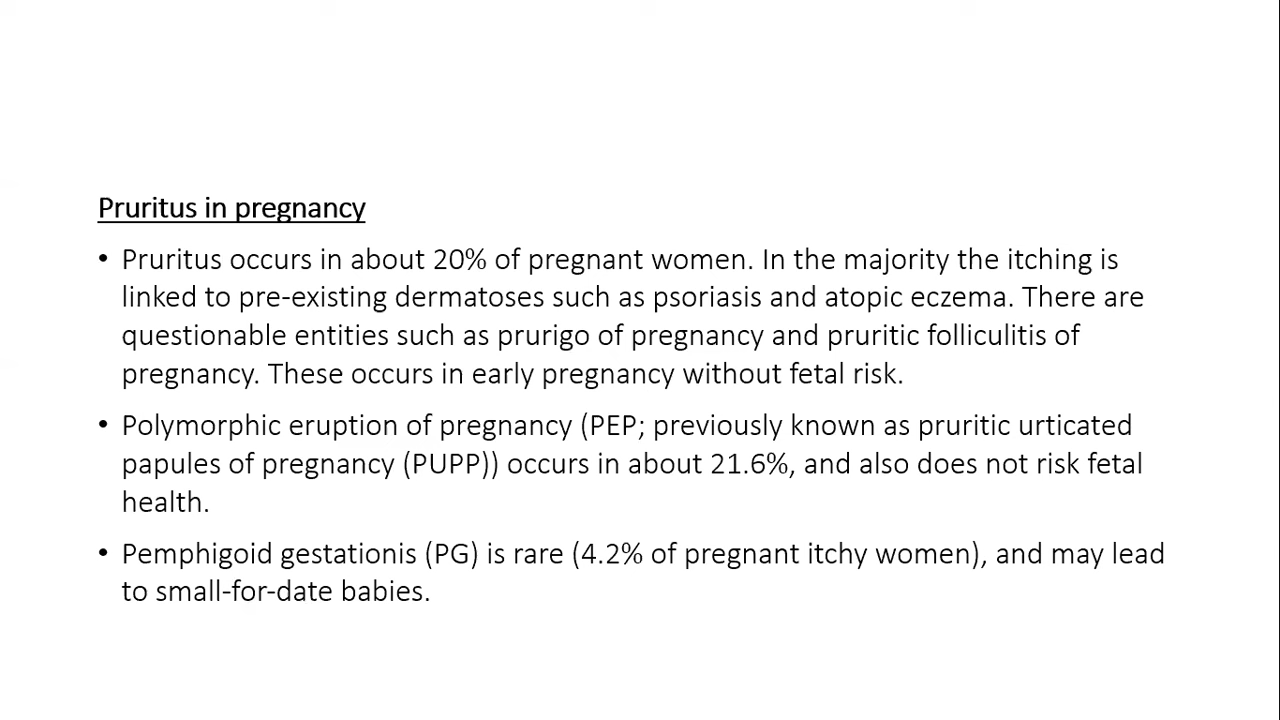 Pruritus in pregnancy
• Pruritus occurs in about 20% of pregnant women. In the majority the itching is
linked to pre-existing dermatoses such as psoriasis and atopic eczema. There are
questionable entities such as prurigo of pregnancy and pruritic folliculitis of
pregnancy. These occurs in early pregnancy without fetal risk.
• Polymorphic eruption of pregnancy (PEP; previously known as pruritic urticated
papules of pregnancy (PUPP)) occurs in about 21.6%, and also does not risk fetal
health.
• Pemphigoid gestationis (PG) is rare (4.2% of pregnant itchy women), and may lead
to small-for-date babies.